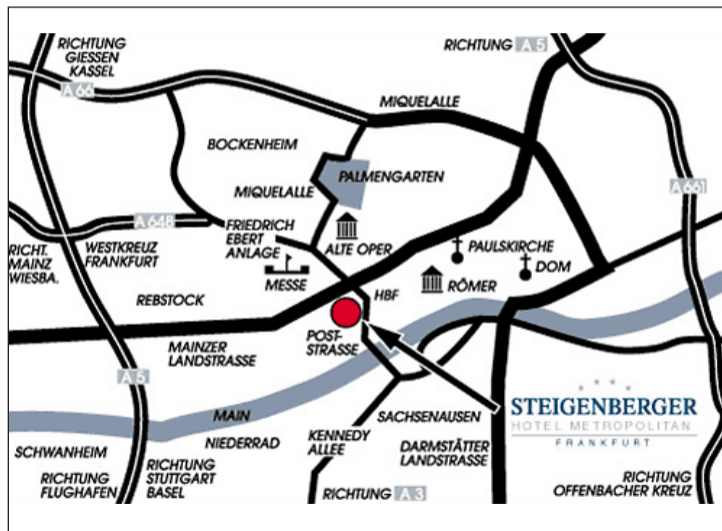 RICHTUNG
GIESSEN
KASSEL
RICHTUNG A 5
A 66
MIQUELALLE
BOCKENHEIM
PALMENGARTEN
MIQUELALLE
A 661
A 648
FRIEDRICH
EBERT
ANLAGE
ALTE OPER
PAULSKIRCHE
RICHT.
MAINZ
WIESBA.
WESTKREUZ
FRANKFURT
MESSE
DOM
REBSTOCK
HBF
RÖMER
POST-
STRASSE
MAINZER
LANDSTRASSE
A 5
MAIN
NIEDERRAD
SACHSENAUSEN
STEIGENBERGER
HOTEL METROPOLITAN
FRANKFURT
KENNEDY
ALLEE
DARMSTÄTTER
LANDSTRASSE
SCHWANHEIM
RICHTUNG
FLUGHAFEN
RICHTUNG
STUTTGART
BASEL
RICHTUNG A 3
RICHTUNG
OFFENBACHER KREUZ